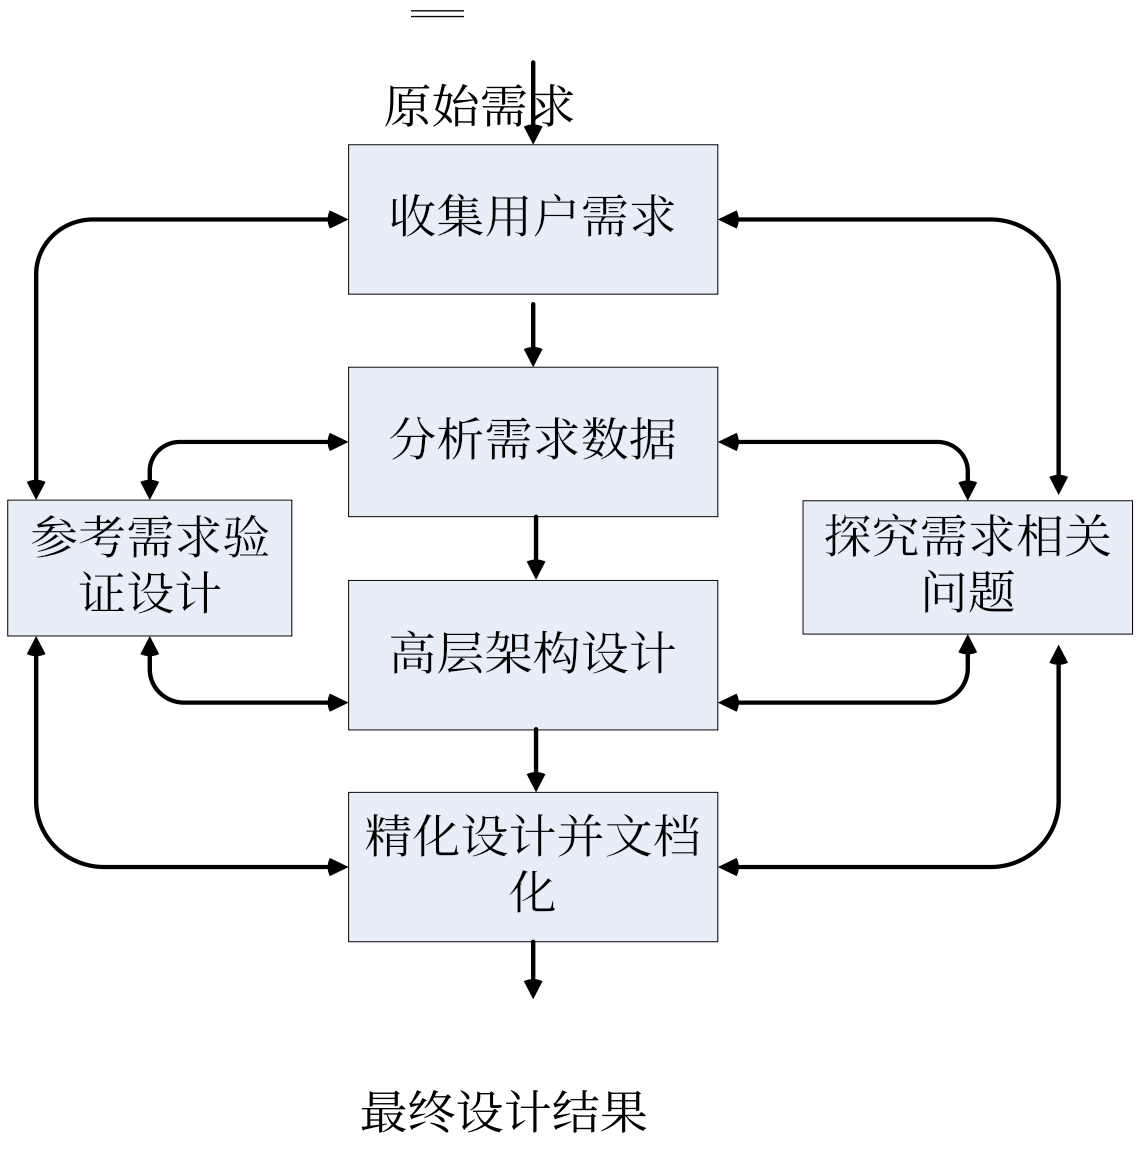 原始需求
收集用户需求
分析需求数据
参考需求验
证设计
探究需求相关
问题
高层架构设计
精化设计并文档
化
最终设计结果